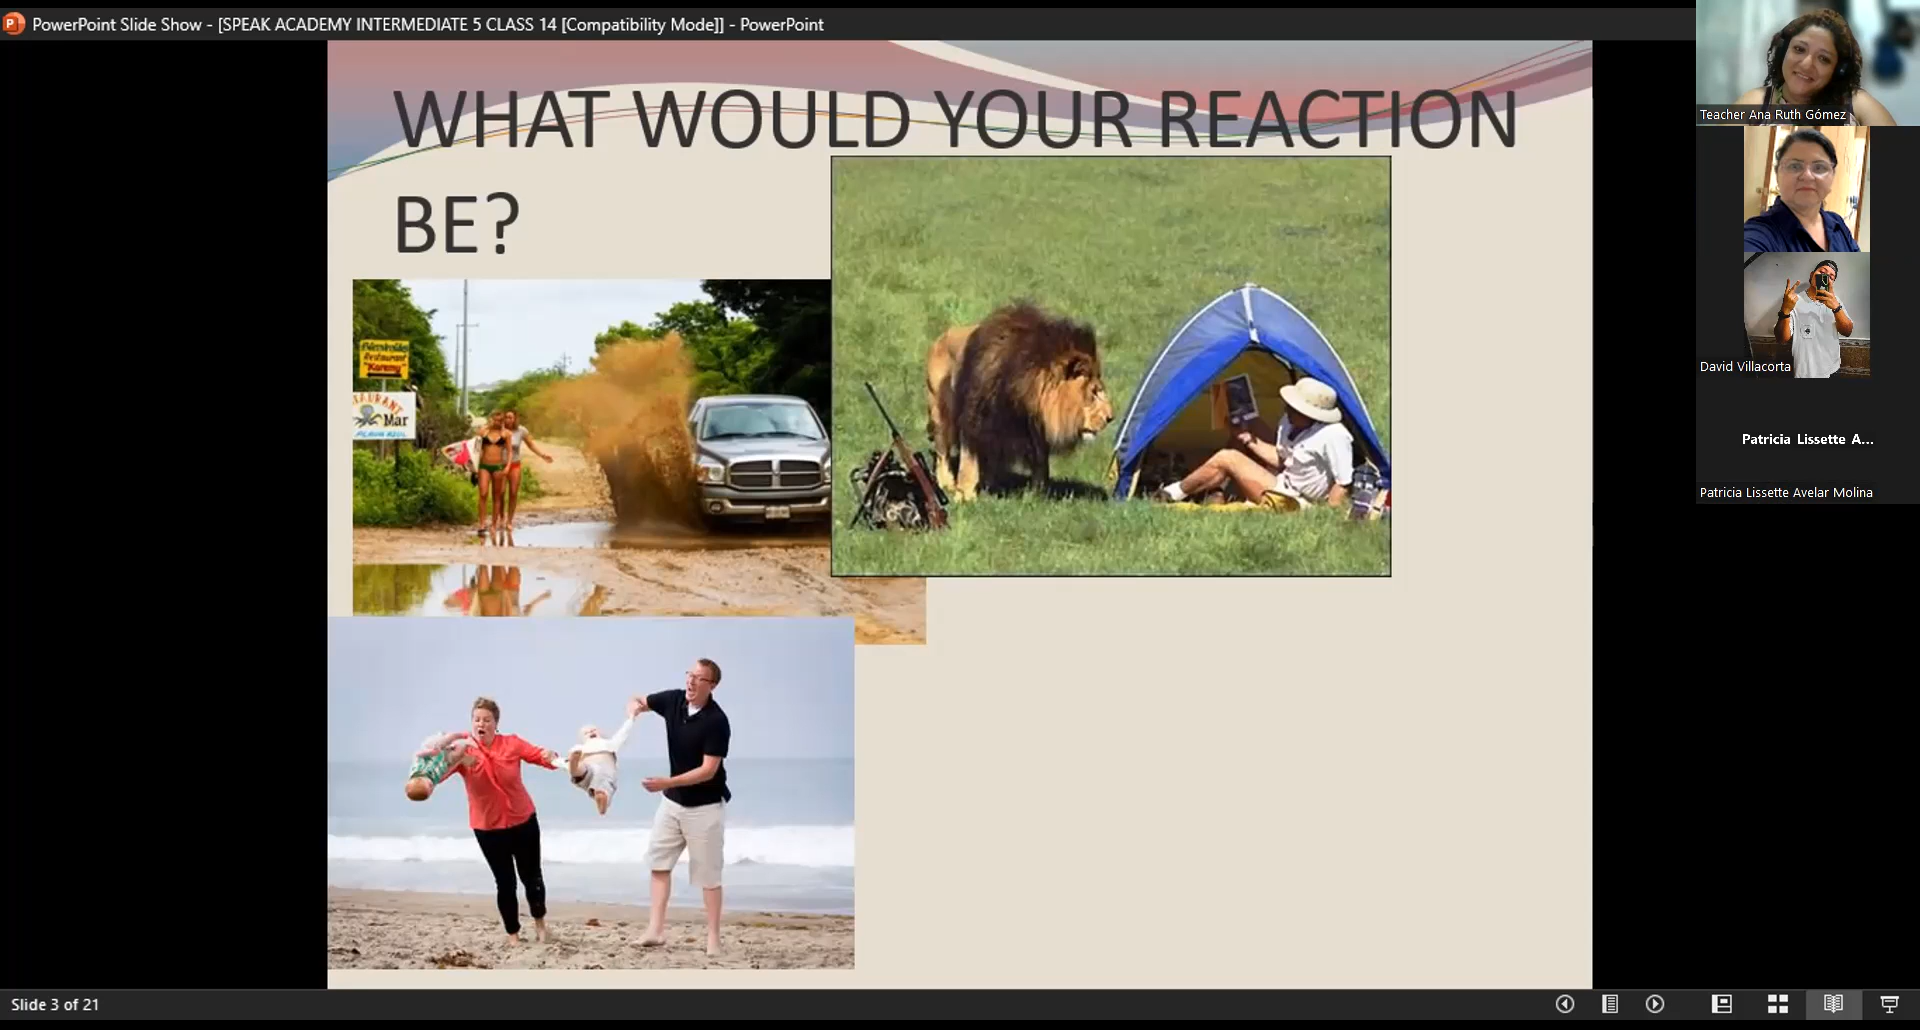 PowerPoint Slide Show - [SPEAK ACADEMY INTERMEDIATE 5 CLASS 14 [Compatibility Mode]] - PowerPoint
WHAT WOULD YOUR REACTION
BE?
Restaurant
Mar
Teacher Ana Ruth Gómez
David Villacorta
Patricia Lissette A...
Patricia Lissette Avelar Molina
Slide 3 of 21